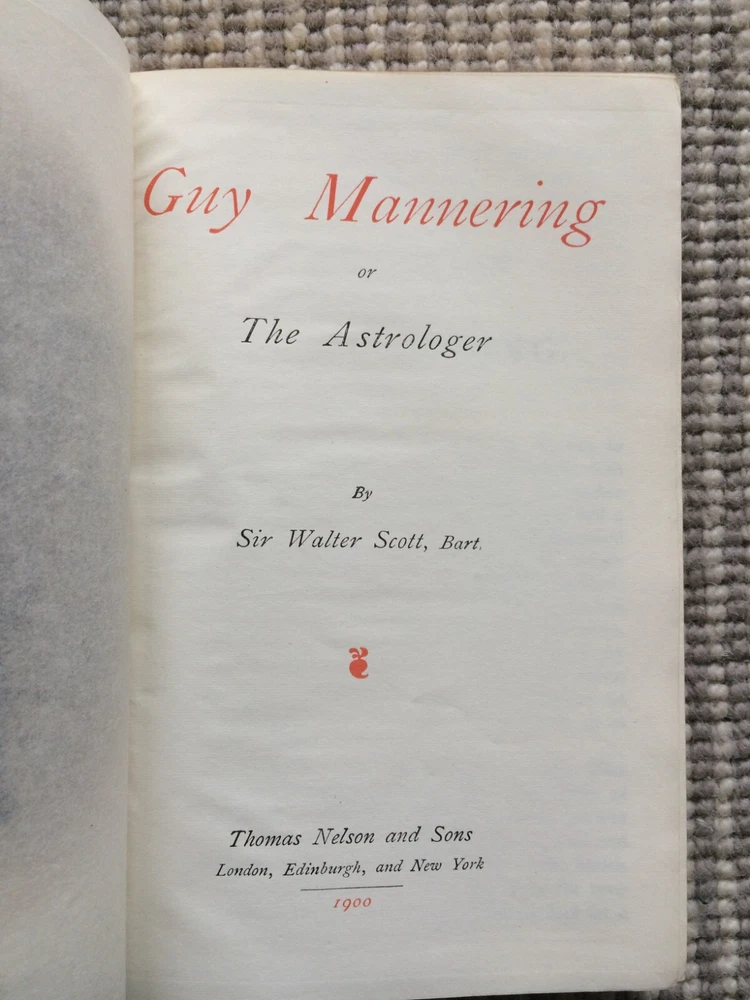 Guy Mannering
or
The Astrologer
By
Sir Walter Scott, Bart.
Thomas Nelson and Sons
London, Edinburgh, and New York
1900